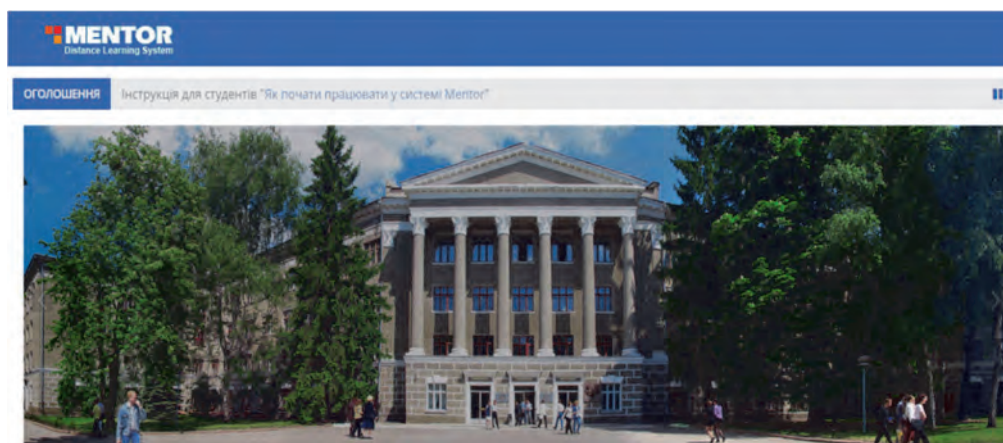 MENTOR
Distance Learning System
ОГОЛОШЕННЯ Інструкція для студентів "Як почати працювати у системі Mentor"